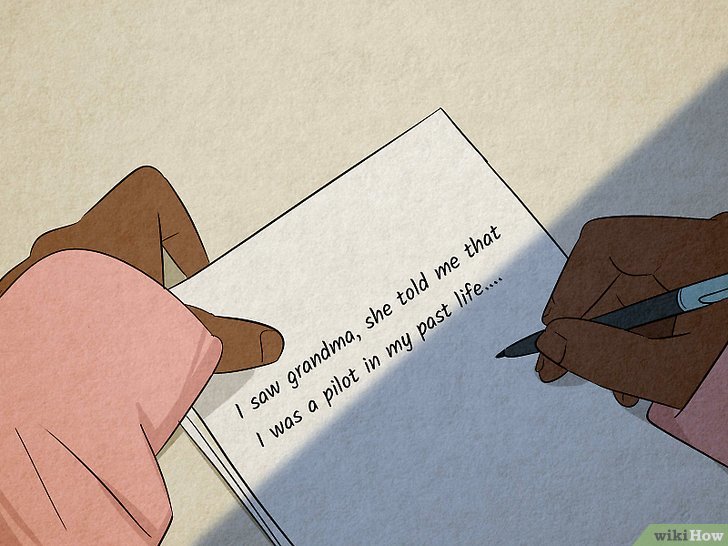 I saw grandma, she told me that
I was a pilot in my past life....
wikiHow